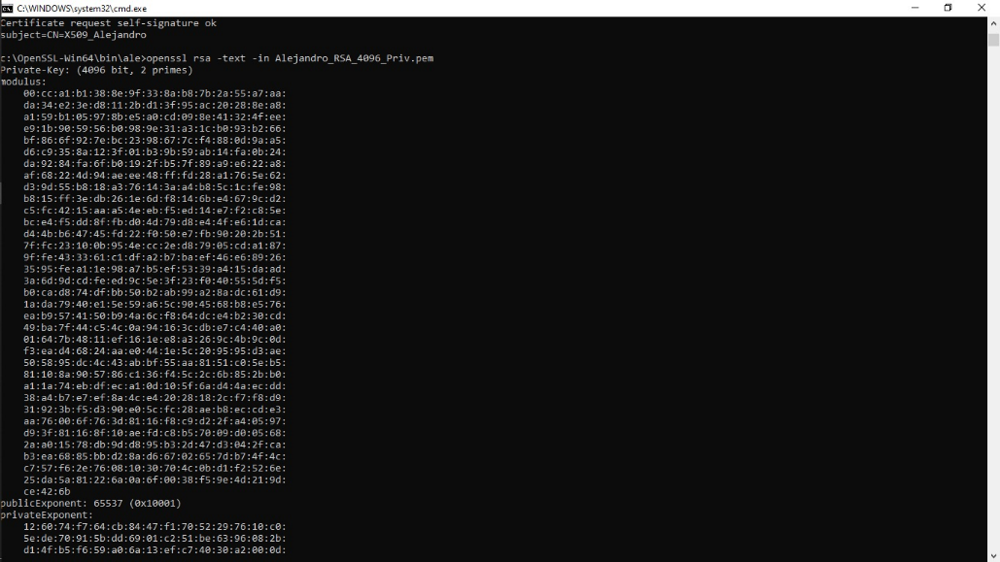 C:\WINDOWS\system32\cmd.exe
Certificate request self-signature ok
subject=CN=X509_Alejandro
c:\OpenSSL-Win64\bin\ale>openssl rsa -text -in Alejandro_RSA_4096_Priv.pem
Private-Key: (4096 bit, 2 primes)
modulus:
00:cc:a1:b1:38:8e:9f:33:8a:b8:7b:2a:55:a7:aa:
da:34:e2:3e:d8:11:2b:d1:3f:95:ac:20:28:8e:a8:
a1:59:b1:05:97:8b:e5:a0:cd:09:8e:41:32:4f:ee:
e9:1b:90:59:56:b0:98:9e:31:a3:1c:b0:93:b2:66:
bf:86:6f:92:7e:bc:23:98:67:7c:f4:88:0d:9a:a5:
d6:c9:35:8a:12:3f:01:b3:9b:59:ab:14:fa:0b:24:
da:92:84:fa:6f:b0:19:2f:b5:7f:89:a9:e6:22:a8:
af:68:22:4d:94:ae:ee:48:ff:fd:28:a1:76:5e:62:
d3:9d:55:b8:18:a3:76:14:3a:a4:b8:5c:1c:fe:98:
b8:15:ff:3e:db:26:1e:6d:f8:14:6b:e4:67:9c:d2:
c5:fc:42:15:aa:a5:4e:eb:f5:ed:14:e7:f2:c8:5e:
bc:e4:f5:dd:8f:fb:d0:4d:79:d8:e4:4f:e6:1d:ca:
d4:4b:b6:47:45:fd:22:f0:50:e7:fb:90:20:2b:51:
7f:fc:23:10:0b:95:4e:cc:2e:d8:79:05:cd:a1:87:
9f:fe:43:33:61:c1:df:a2:b7:ba:ef:46:e6:89:26:
35:95:fe:a1:1e:98:a7:b5:ef:53:39:a4:15:da:ad:
3a:6d:9d:cd:fe:ed:9c:5e:3f:23:f0:40:55:5d:f5:
b0:ca:d8:74:df:bb:50:b2:ab:99:a2:8a:dc:61:d9:
1a:da:79:40:e1:5e:59:a6:5c:90:45:68:b8:e5:76:
ea:b9:57:41:50:b9:4a:6c:f8:64:dc:e4:b2:30:cd:
49:ba:7f:44:c5:4c:0a:94:16:3c:db:e7:c4:40:a0:
01:64:7b:48:11:ef:16:1e:e8:a3:26:9c:4b:9c:0d:
f3:ea:d4:68:24:aa:e0:44:1e:5c:20:95:95:d3:ae:
50:58:95:dc:4c:43:ab:bf:55:aa:81:51:c0:5e:b5:
81:10:8a:90:57:86:c1:36:f4:5c:2c:6b:85:2b:b0:
a1:1a:74:eb:df:ec:a1:0d:10:5f:6a:d4:4a:ec:dd:
38:a4:b7:e7:ef:8a:4c:e4:20:28:18:2c:f7:f8:d9:
31:92:3b:f5:d3:90:e0:5c:fc:28:ae:b8:ec:cd:e3:
aa:76:00:6f:76:3d:81:16:f8:c9:d2:2f:a4:05:97:
d9:3f:81:16:8f:10:ae:fd:c8:b5:70:09:d0:05:68:
2a:a0:15:78:db:9d:d8:95:b3:2d:47:d3:04:2f:ca:
b3:ea:68:85:bb:d2:8a:d6:67:02:65:7d:b7:4f:4c:
c7:57:f6:2e:76:08:10:30:70:4c:0b:d1:f2:52:6e:
25:da:5a:81:22:6a:0a:6f:00:38:f5:9e:4d:21:9d:
ce:42:6b
publicExponent: 65537 (0x10001)
privateExponent:
12:60:74:f7:64:cb:84:47:f1:70:52:29:76:10:c0:
5e:de:70:91:5b:dd:69:01:c2:51:be:63:96:08:2b:
d1:4f:b5:f6:59:a0:6a:13:ef:c7:40:30:a2:00:0d: